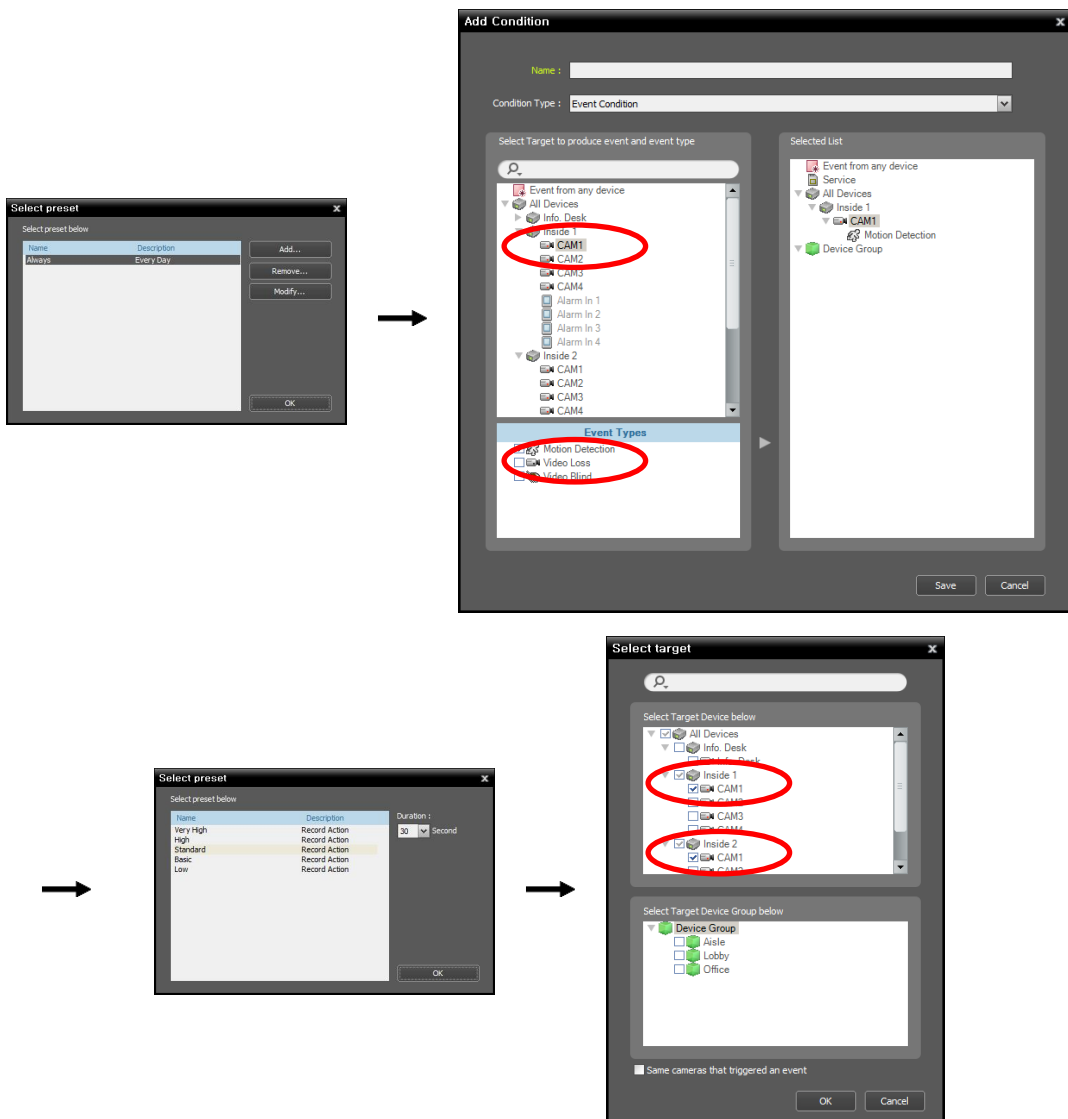 Select preset
x
Select preset below
Name Description
Always Every Day
Add...
Remove...
Modify...
OK
Add Condition
x
Name :
Condition Type : Event Condition
Select Target to produce event and event type
Event from any device
All Devices
Info. Desk
Inside 1
CAM1
CAM2
CAM3
CAM4
Alarm In 1
Alarm In 2
Alarm In 3
Alarm In 4
Inside 2
CAM1
CAM2
CAM3
CAM4
Event Types
Motion Detection
Video Loss
Video Blind
Selected List
Event from any device
Service
All Devices
Inside 1
CAM1
Motion Detection
Device Group
Save Cancel
Select preset
x
Select preset below
Name Description
Very High Record Action
High Record Action
Standard Record Action
Basic Record Action
Low Record Action
Duration :
30 Second
OK
Select target
x
Select Target Device below
All Devices
Info. Desk
Info. Desk
Inside 1
CAM1
CAM2
CAM3
CAM4
Inside 2
CAM1
CAM2
Select Target Device Group below
Device Group
Aisle
Lobby
Office
Same cameras that triggered an event
OK Cancel